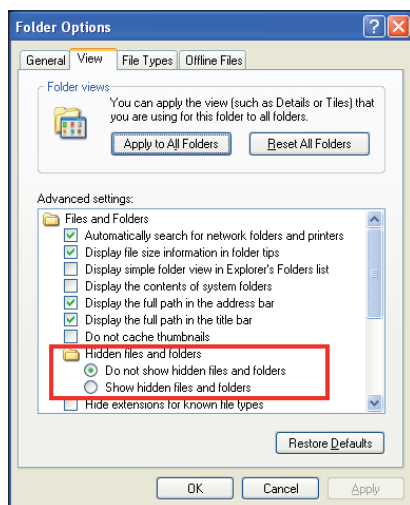 Folder Options
General View File Types Offline Files
Folder views
You can apply the view (such as Details or Tiles) that
you are using for this folder to all folders.
Apply to All Folders Reset All Folders
Advanced settings:
Files and Folders
Automatically search for network folders and printers
Display file size information in folder tips
Display simple folder view in Explorer's Folders list
Display the contents of system folders
Display the full path in the address bar
Display the full path in the title bar
Do not cache thumbnails
Hidden files and folders
Do not show hidden files and folders
Show hidden files and folders
Hide extensions for known file types
Restore Defaults
OK Cancel Apply